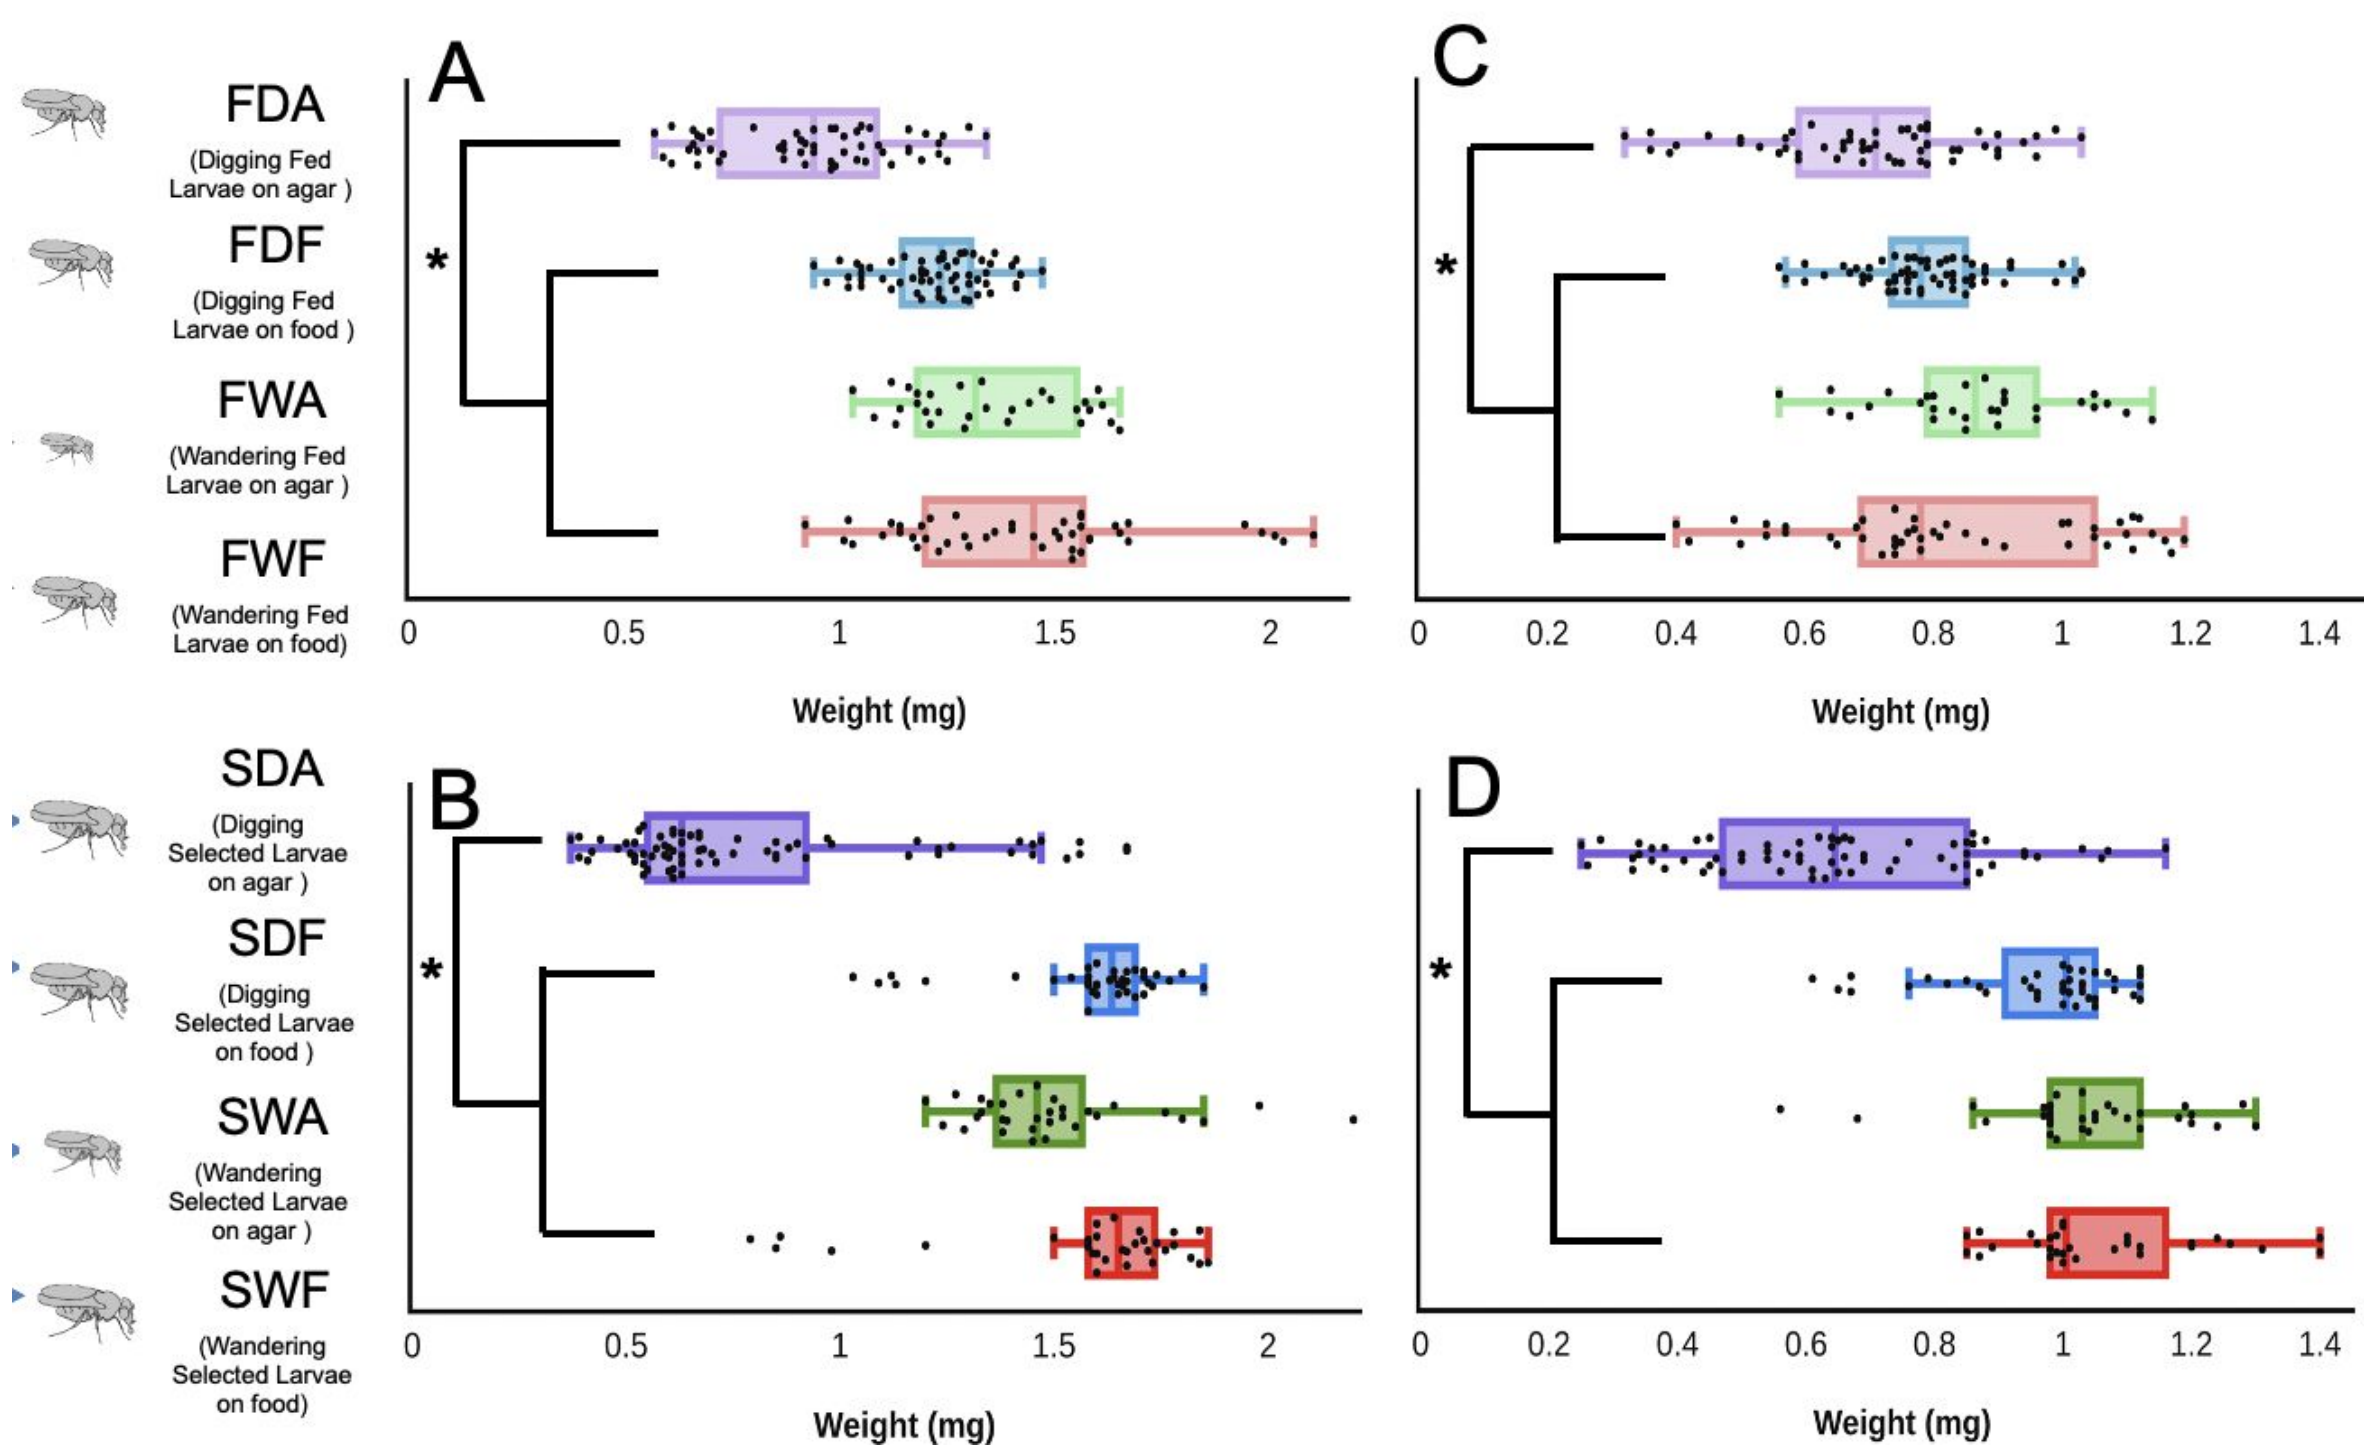 A
C
FDA
(Digging Fed
Larvae on agar )
FDF
(Digging Fed
Larvae on food )
*
*
FWA
(Wandering Fed
Larvae on agar )
FWF
(Wandering Fed
Larvae on food)
0 0.5 1 1.5 2
0 0.2 0.4 0.6 0.8 1 1.2 1.4
Weight (mg)
Weight (mg)
B
D
SDA
(Digging
Selected Larvae
on agar )
SDF
(Digging
Selected Larvae
on food )
*
*
SWA
(Wandering
Selected Larvae
on agar )
SWF
(Wandering
Selected Larvae
on food)
0 0.5 1 1.5 2
0 0.2 0.4 0.6 0.8 1 1.2 1.4
Weight (mg)
Weight (mg)